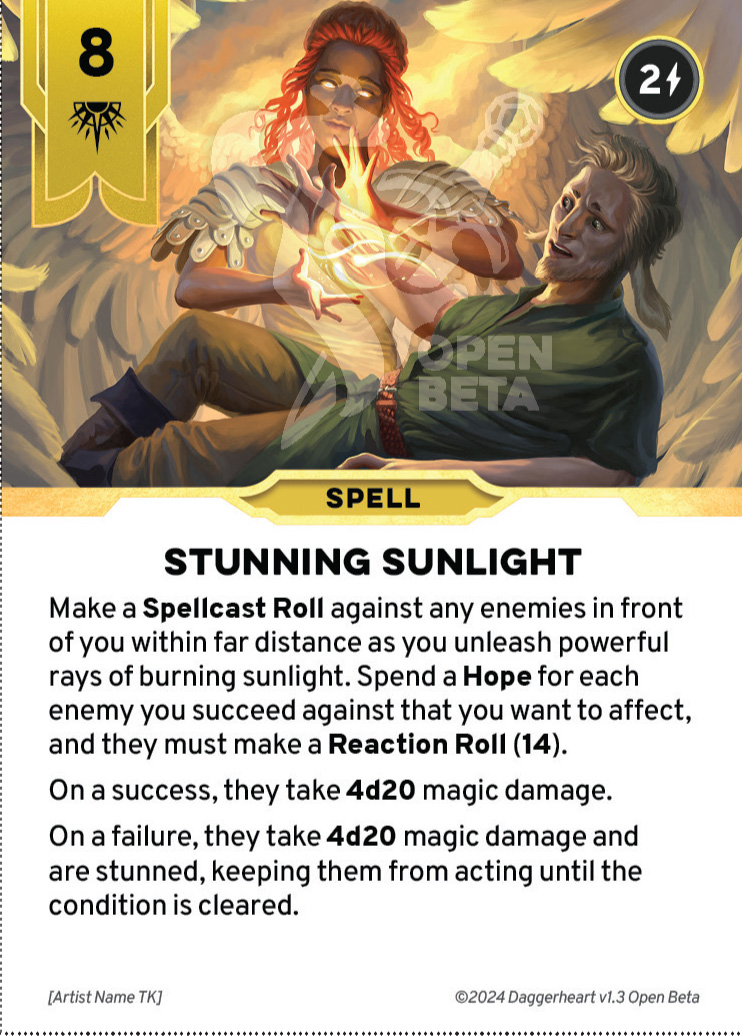 8
2
OPEN
BETA
SPELL
STUNNING SUNLIGHT
Make a Spellcast Roll against any enemies in front
of you within far distance as you unleash powerful
rays of burning sunlight. Spend a Hope for each
enemy you succeed against that you want to affect,
and they must make a Reaction Roll (14).
On a success, they take 4d20 magic damage.
On a failure, they take 4d20 magic damage and
are stunned, keeping them from acting until the
condition is cleared.
[Artist Name TK]
©2024 Daggerheart v1.3 Open Beta